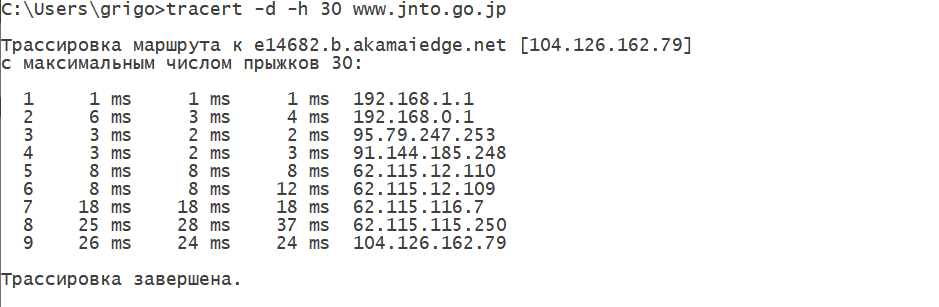 C:\Users\grigo>tracert -d -h 30 www.jnto.go.jp
Трассировка маршрута к e14682.b.akamaiedge.net [104.126.162.79]
с максимальным числом прыжков 30:
1 1 ms 1 ms 1 ms 192.168.1.1
2 6 ms 3 ms 4 ms 192.168.0.1
3 3 ms 2 ms 2 ms 95.79.247.253
4 3 ms 2 ms 3 ms 91.144.185.248
5 8 ms 8 ms 8 ms 62.115.12.110
6 8 ms 8 ms 12 ms 62.115.12.109
7 18 ms 18 ms 18 ms 62.115.116.7
8 25 ms 28 ms 37 ms 62.115.115.250
9 26 ms 24 ms 24 ms 104.126.162.79
Трассировка завершена.